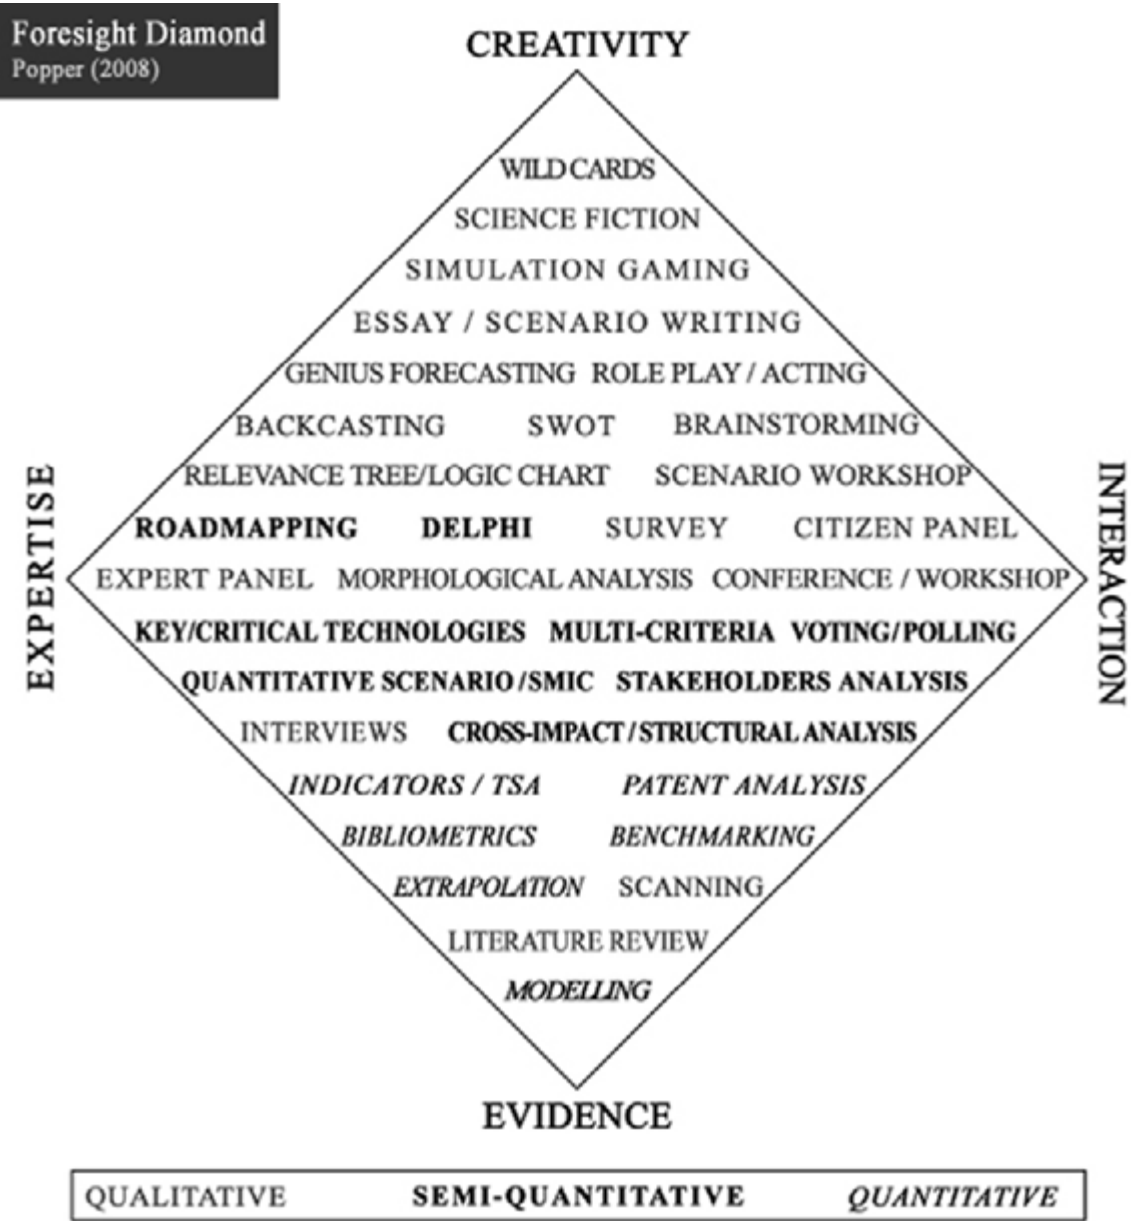 Foresight Diamond
Popper (2008)
CREATIVITY
WILD CARDS
SCIENCE FICTION
SIMULATION GAMING
ESSAY / SCENARIO WRITING
GENIUS FORECASTING ROLE PLAY / ACTING
BACKCASTING SWOT BRAINSTORMING
RELEVANCE TREE/LOGIC CHART SCENARIO WORKSHOP
ROADMAPPING DELPHI SURVEY CITIZEN PANEL
EXPERTISE
EXPERT PANEL MORPHOLOGICAL ANALYSIS CONFERENCE / WORKSHOP
INTERACTION
KEY/CRITICAL TECHNOLOGIES MULTI-CRITERIA VOTING/POLLING
QUANTITATIVE SCENARIO/SMIC STAKEHOLDERS ANALYSIS
INTERVIEWS CROSS-IMPACT / STRUCTURAL ANALYSIS
INDICATORS / TSA PATENT ANALYSIS
BIBLIOMETRICS BENCHMARKING
EXTRAPOLATION SCANNING
LITERATURE REVIEW
MODELLING
EVIDENCE
QUALITATIVE SEMI-QUANTITATIVE QUANTITATIVE